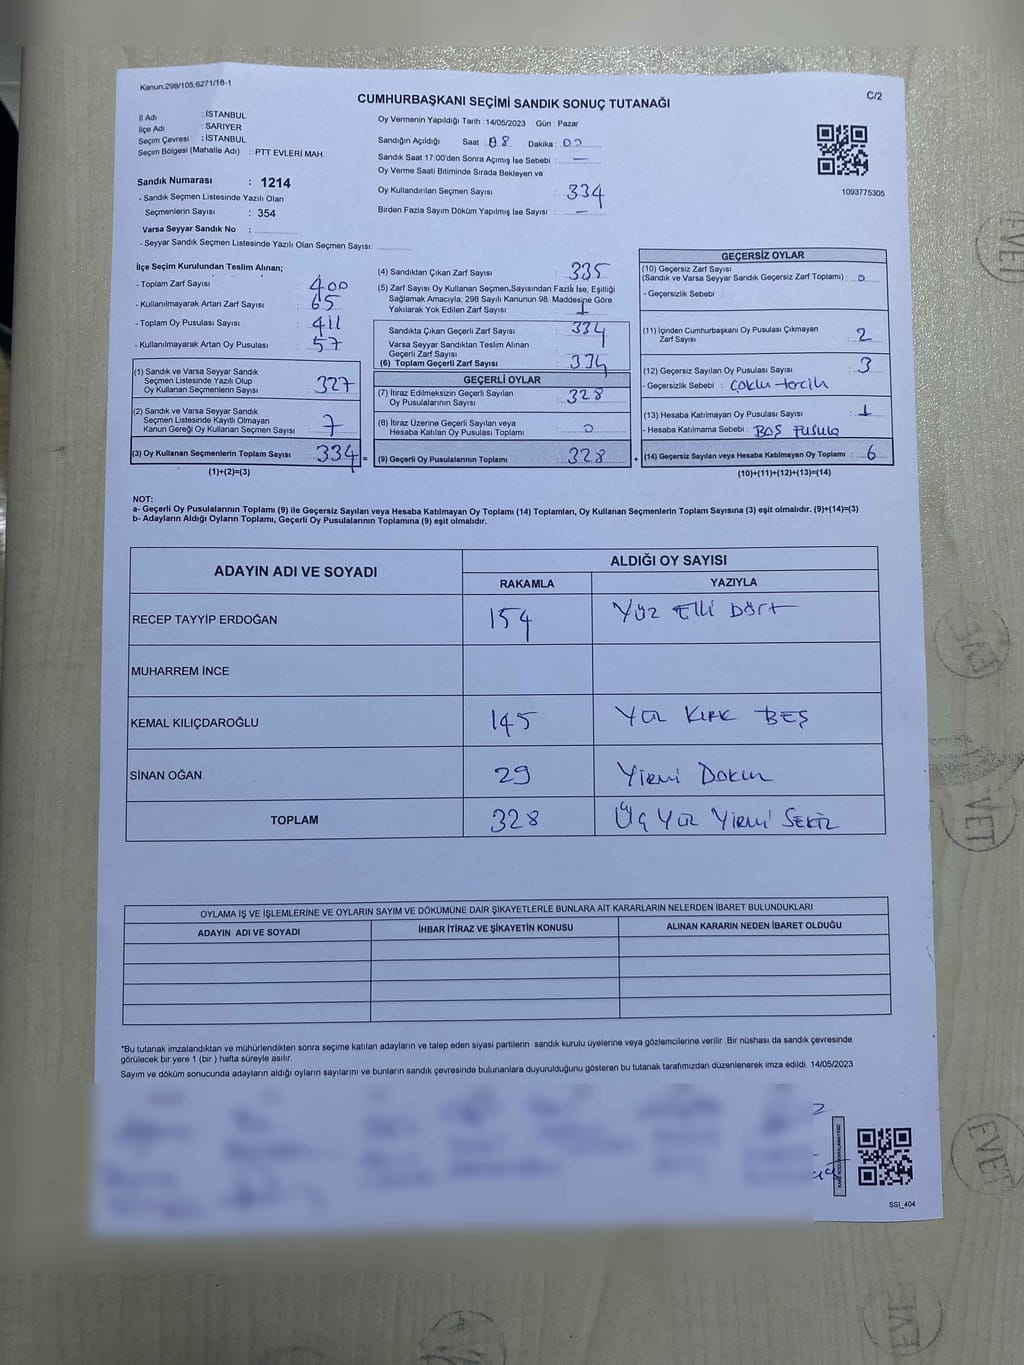 Kanun:298/105;6271/16-1
CUMHURBAŞKANI SEÇİMİ SANDIK SONUÇ TUTANAĞI
C/2
İl Adı : İSTANBUL
İlçe Adı : SARIYER
Seçim Çevresi : İSTANBUL
Seçim Bölgesi (Mahalle Adı) : PTT EVLERİ MAH.
Sandık Numarası : 1214
- Sandık Seçmen Listesinde Yazılı Olan
Seçmenlerin Sayısı : 354
Varsa Seyyar Sandık No :
- Seyyar Sandık Seçmen Listesinde Yazılı Olan Seçmen Sayısı:
Oy Vermenin Yapıldığı Tarih : 14/05/2023 Gün : Pazar
Sandığın Açıldığı Saat : 08 Dakika : 00
Sandık Saat 17:00'den Sonra Açımış İse Sebebi : —
Oy Verme Saati Bitiminde Sırada Bekleyen ve
Oy Kullandırılan Seçmen Sayısı : 334
Birden Fazla Sayım Döküm Yapılmış İse Sayısı : —
1093775305
İlçe Seçim Kurulundan Teslim Alınan;
- Toplam Zarf Sayısı : 400
- Kullanılmayarak Artan Zarf Sayısı : 65
- Toplam Oy Pusulası Sayısı : 411
- Kullanılmayarak Artan Oy Pusulası : 57
(1) Sandık ve Varsa Seyyar Sandık
Seçmen Listesinde Yazılı Olup
Oy Kullanan Seçmenlerin Sayısı : 327
(2) Sandık ve Varsa Seyyar Sandık
Seçmen Listesinde Kayıtlı Olmayan
Kanun Gereği Oy Kullanan Seçmen Sayısı : 7
(3) Oy Kullanan Seçmenlerin Toplam Sayısı : 334 =
(1)+(2)=(3)
(4) Sandıktan Çıkan Zarf Sayısı : 335
(5) Zarf Sayısı Oy Kullanan Seçmen,Sayısından Fazla İse, Eşitliği
Sağlamak Amacıyla; 298 Sayılı Kanunun 98. Maddesine Göre
Yakılarak Yok Edilen Zarf Sayısı : 1
Sandıkta Çıkan Geçerli Zarf Sayısı : 334
Varsa Seyyar Sandıktan Teslim Alınan
Geçerli Zarf Sayısı :
(6) Toplam Geçerli Zarf Sayısı : 334
GEÇERLİ OYLAR
(7) İtiraz Edilmeksizin Geçerli Sayılan
Oy Pusulalarının Sayısı : 328
(8) İtiraz Üzerine Geçerli Sayılan veya
Hesaba Katılan Oy Pusulası Toplamı : 0
(9) Geçerli Oy Pusulalarının Toplamı : 328 +
GEÇERSİZ OYLAR
(10) Geçersiz Zarf Sayısı
(Sandık ve Varsa Seyyar Sandık Geçersiz Zarf Toplamı) : 0
- Geçersizlik Sebebi :
(11) İçinden Cumhurbaşkanı Oy Pusulası Çıkmayan
Zarf Sayısı : 2
(12) Geçersiz Sayılan Oy Pusulası Sayısı : 3
- Geçersizlik Sebebi : çoklu tercih
(13) Hesaba Katılmayan Oy Pusulası Sayısı : 1
- Hesaba Katılmama Sebebi : BOŞ PUSULA
(14) Geçersiz Sayılan veya Hesaba Katılmayan Oy Toplamı : 6
(10)+(11)+(12)+(13)=(14)
NOT:
a- Geçerli Oy Pusulalarının Toplamı (9) ile Geçersiz Sayılan veya Hesaba Katılmayan Oy Toplamı (14) Toplamları, Oy Kullanan Seçmenlerin Toplam Sayısına (3) eşit olmalıdır. (9)+(14)=(3)
b- Adayların Aldığı Oyların Toplamı, Geçerli Oy Pusulalarının Toplamına (9) eşit olmalıdır.
ADAYIN ADI VE SOYADI
ALDIĞI OY SAYISI
RAKAMLA YAZIYLA
RECEP TAYYİP ERDOĞAN 154 Yüz Elli Dört
MUHARREM İNCE
KEMAL KILIÇDAROĞLU 145 Yüz Kırk BEŞ
SİNAN OĞAN 29 Yirmi Dokuz
TOPLAM 328 Üç Yüz Yirmi Sekiz
OYLAMA İŞ VE İŞLEMLERİNE VE OYLARIN SAYIM VE DÖKÜMÜNE DAİR ŞİKAYETLERLE BUNLARA AİT KARARLARIN NELERDEN İBARET BULUNDUKLARI
ADAYIN ADI VE SOYADI İHBAR İTİRAZ VE ŞİKAYETİN KONUSU ALINAN KARARIN NEDEN İBARET OLDUĞU
*Bu tutanak imzalandıktan ve mühürlendikten sonra seçime katılan adayların ve talep eden siyasi partilerin sandık kurulu üyelerine veya gözlemcilerine verilir .Bir nüshası da sandık çevresinde
görülecek bir yere 1 (bir ) hafta süreyle asılır.
Sayım ve döküm sonucunda adayların aldığı oyların sayılarını ve bunların sandık çevresinde bulunanlara duyurulduğunu gösteren bu tutanak tarafımızdan düzenlenerek imza edildi. 14/05/2023
SSI_404
EVET
EVET
EVET
EVET
EVET